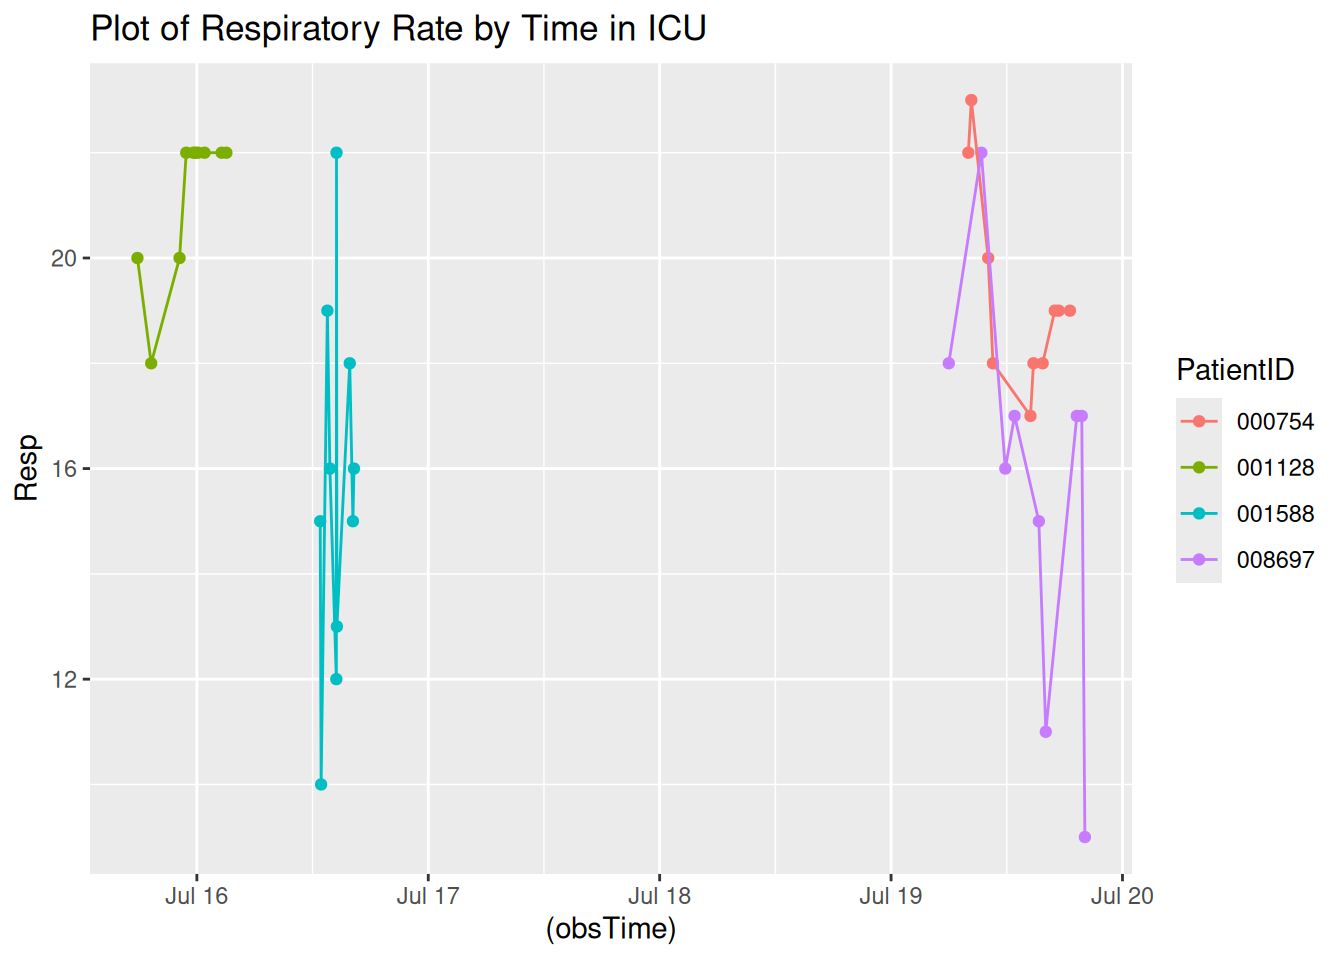 Plot of Respiratory Rate by Time in ICU
Resp
20
16
12
Jul 16
Jul 17
Jul 18
Jul 19
Jul 20
(obsTime)
PatientID
000754
001128
001588
008697